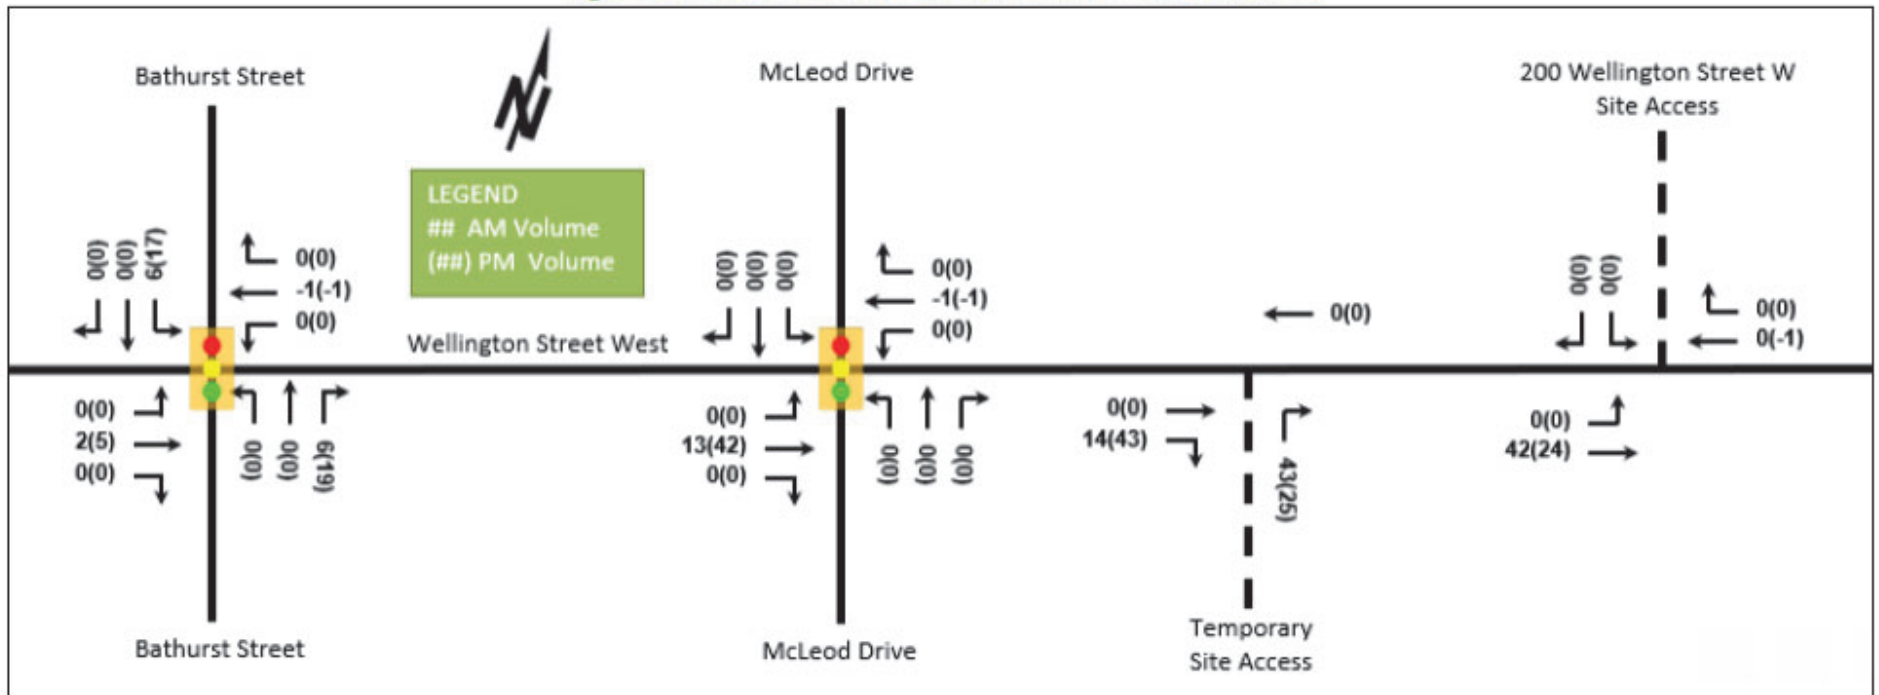 Bathurst Street
McLeod Drive
200 Wellington Street W
Site Access
N
LEGEND
## AM Volume
(##) PM Volume
0(0)
0(0)
6(17)
0(0)
-1(-1)
0(0)
0(0)
0(0)
0(0)
0(0)
-1(-1)
0(0)
0(0)
0(0)
0(0)
0(0)
0(-1)
Wellington Street West
0(0)
2(5)
0(0)
0(0)
0(0)
6(19)
0(0)
13(42)
0(0)
0(0)
0(0)
0(0)
0(0)
14(43)
43(25)
0(0)
42(24)
Bathurst Street
McLeod Drive
Temporary
Site Access